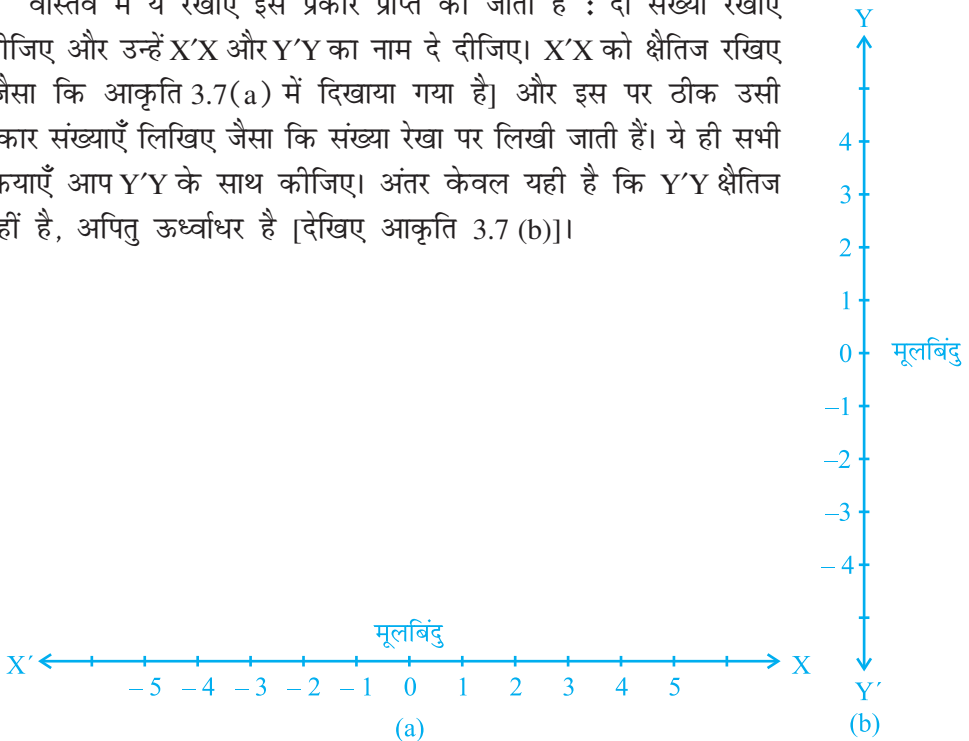 वास्तव में ये रेखाएँ इस प्रकार प्राप्त की जाती हैं : दो संख्या रेखाएँ
लीजिए और उन्हें X′X और Y′Y का नाम दे दीजिए। X′X को क्षैतिज रखिए
जैसा कि आकृति 3.7(a) में दिखाया गया है] और इस पर ठीक उसी
प्रकार संख्याएँ लिखिए जैसा कि संख्या रेखा पर लिखी जाती हैं। ये ही सभी
क्रियाएँ आप Y′Y के साथ कीजिए। अंतर केवल यही है कि Y′Y क्षैतिज
नहीं है, अपितु ऊर्ध्वाधर है [देखिए आकृति 3.7 (b)]।
Y
4
3
2
1
0 मूलबिंदु
–1
–2
–3
– 4
Y′
(b)
मूलबिंदु
X′ X
– 5 – 4 – 3 – 2 – 1 0 1 2 3 4 5
(a)